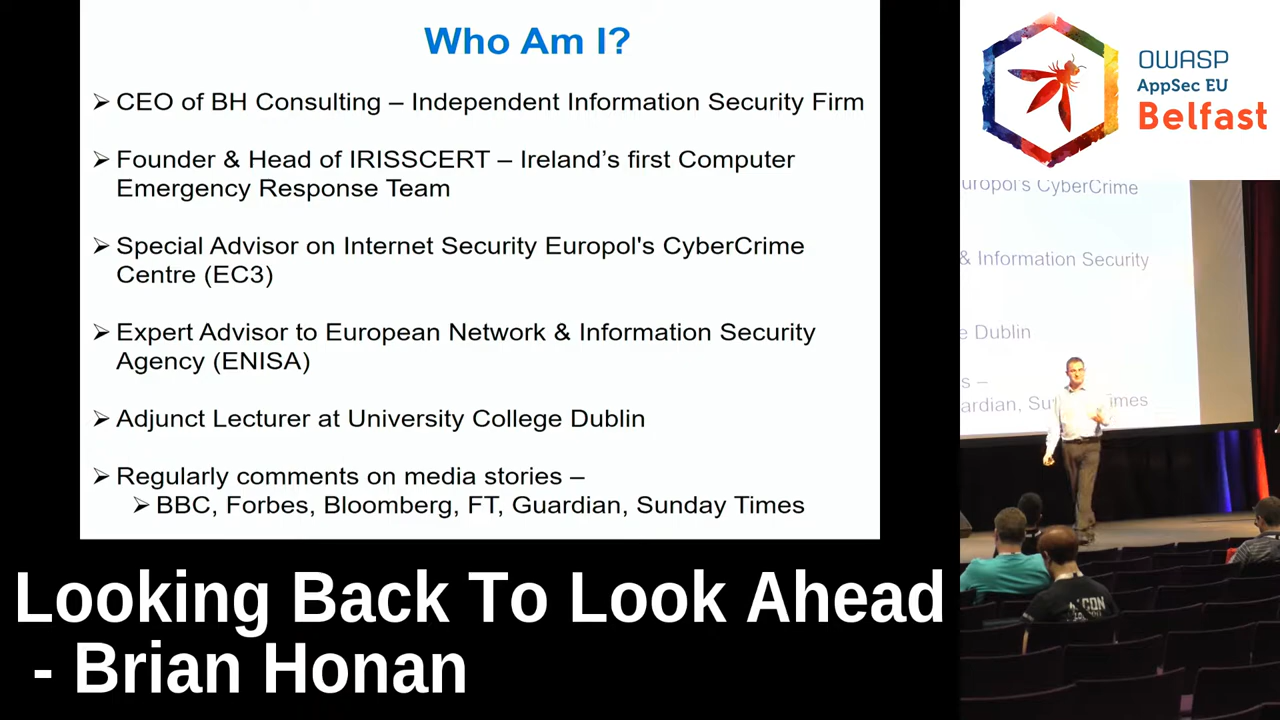 Who Am I?
➢ CEO of BH Consulting – Independent Information Security Firm
➢ Founder & Head of IRISSCERT – Ireland’s first Computer
Emergency Response Team
➢ Special Advisor on Internet Security Europol's CyberCrime
Centre (EC3)
➢ Expert Advisor to European Network & Information Security
Agency (ENISA)
➢ Adjunct Lecturer at University College Dublin
➢ Regularly comments on media stories –
➢ BBC, Forbes, Bloomberg, FT, Guardian, Sunday Times
Looking Back To Look Ahead
- Brian Honan
OWASP
AppSec EU
Belfast
uropol's CyberCrime
& Information Security
e Dublin
s –
ardian, Su imes
CON